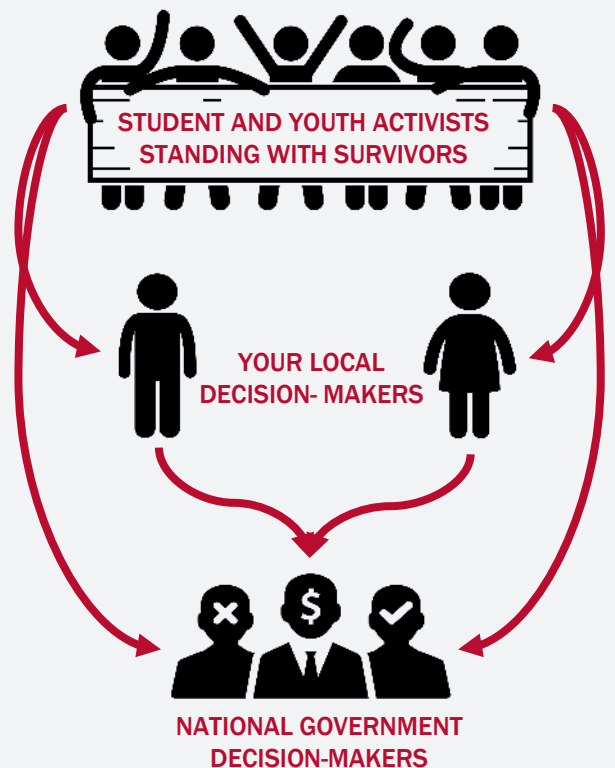 STUDENT AND YOUTH ACTIVISTS
STANDING WITH SURVIVORS
YOUR LOCAL
DECISION- MAKERS
$
NATIONAL GOVERNMENT
DECISION-MAKERS